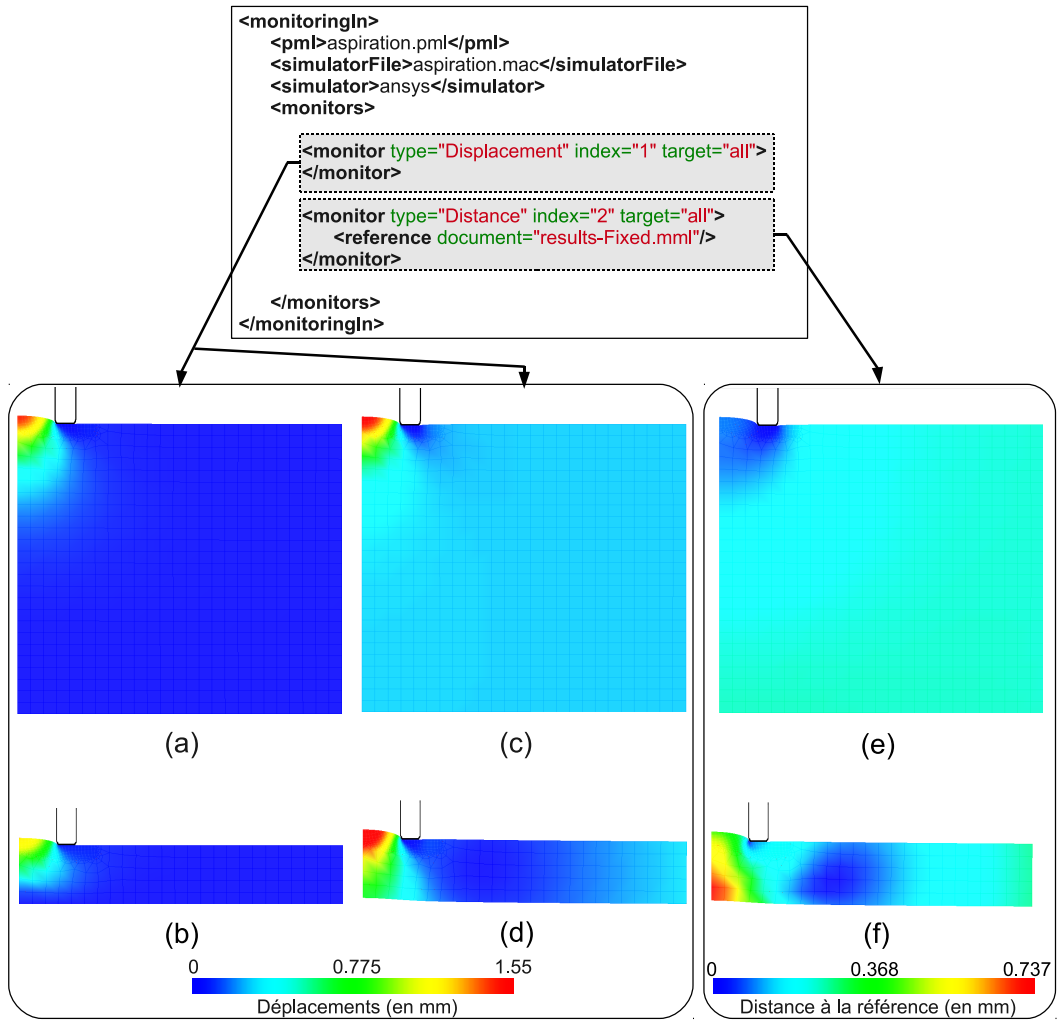 <monitoringIn>
<pml>aspiration.pml</pml>
<simulatorFile>aspiration.mac</simulatorFile>
<simulator>ansys</simulator>
<monitors>
<monitor type="Displacement" index="1" target="all">
</monitor>
<monitor type="Distance" index="2" target="all">
<reference document="results-Fixed.mml"/>
</monitor>
</monitors>
</monitoringIn>
(a)
(c)
(e)
(b)
(d)
(f)
0 0.775 1.55
Déplacements (en mm)
0 0.368 0.737
Distance à la référence (en mm)